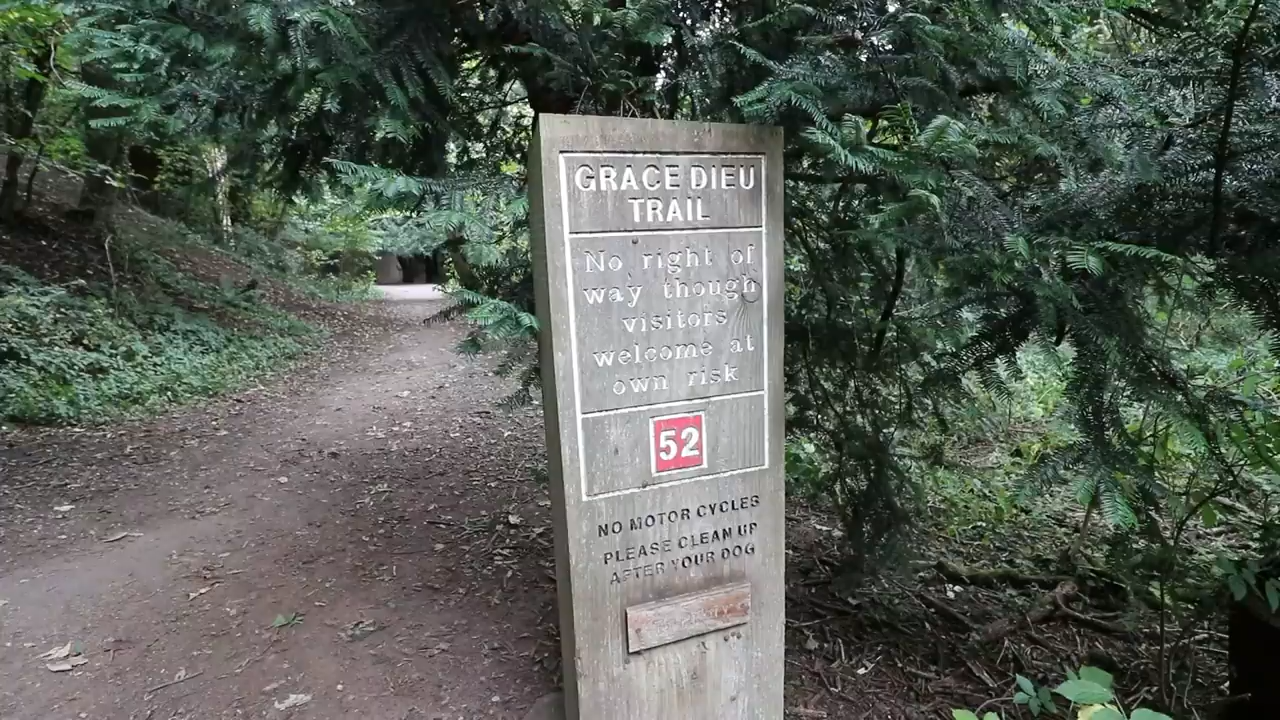 GRACE DIEU
TRAIL
No right of
way though
visitors
welcome at
own risk
52
NO MOTOR CYCLES
PLEASE CLEAN UP
AFTER YOUR DOG